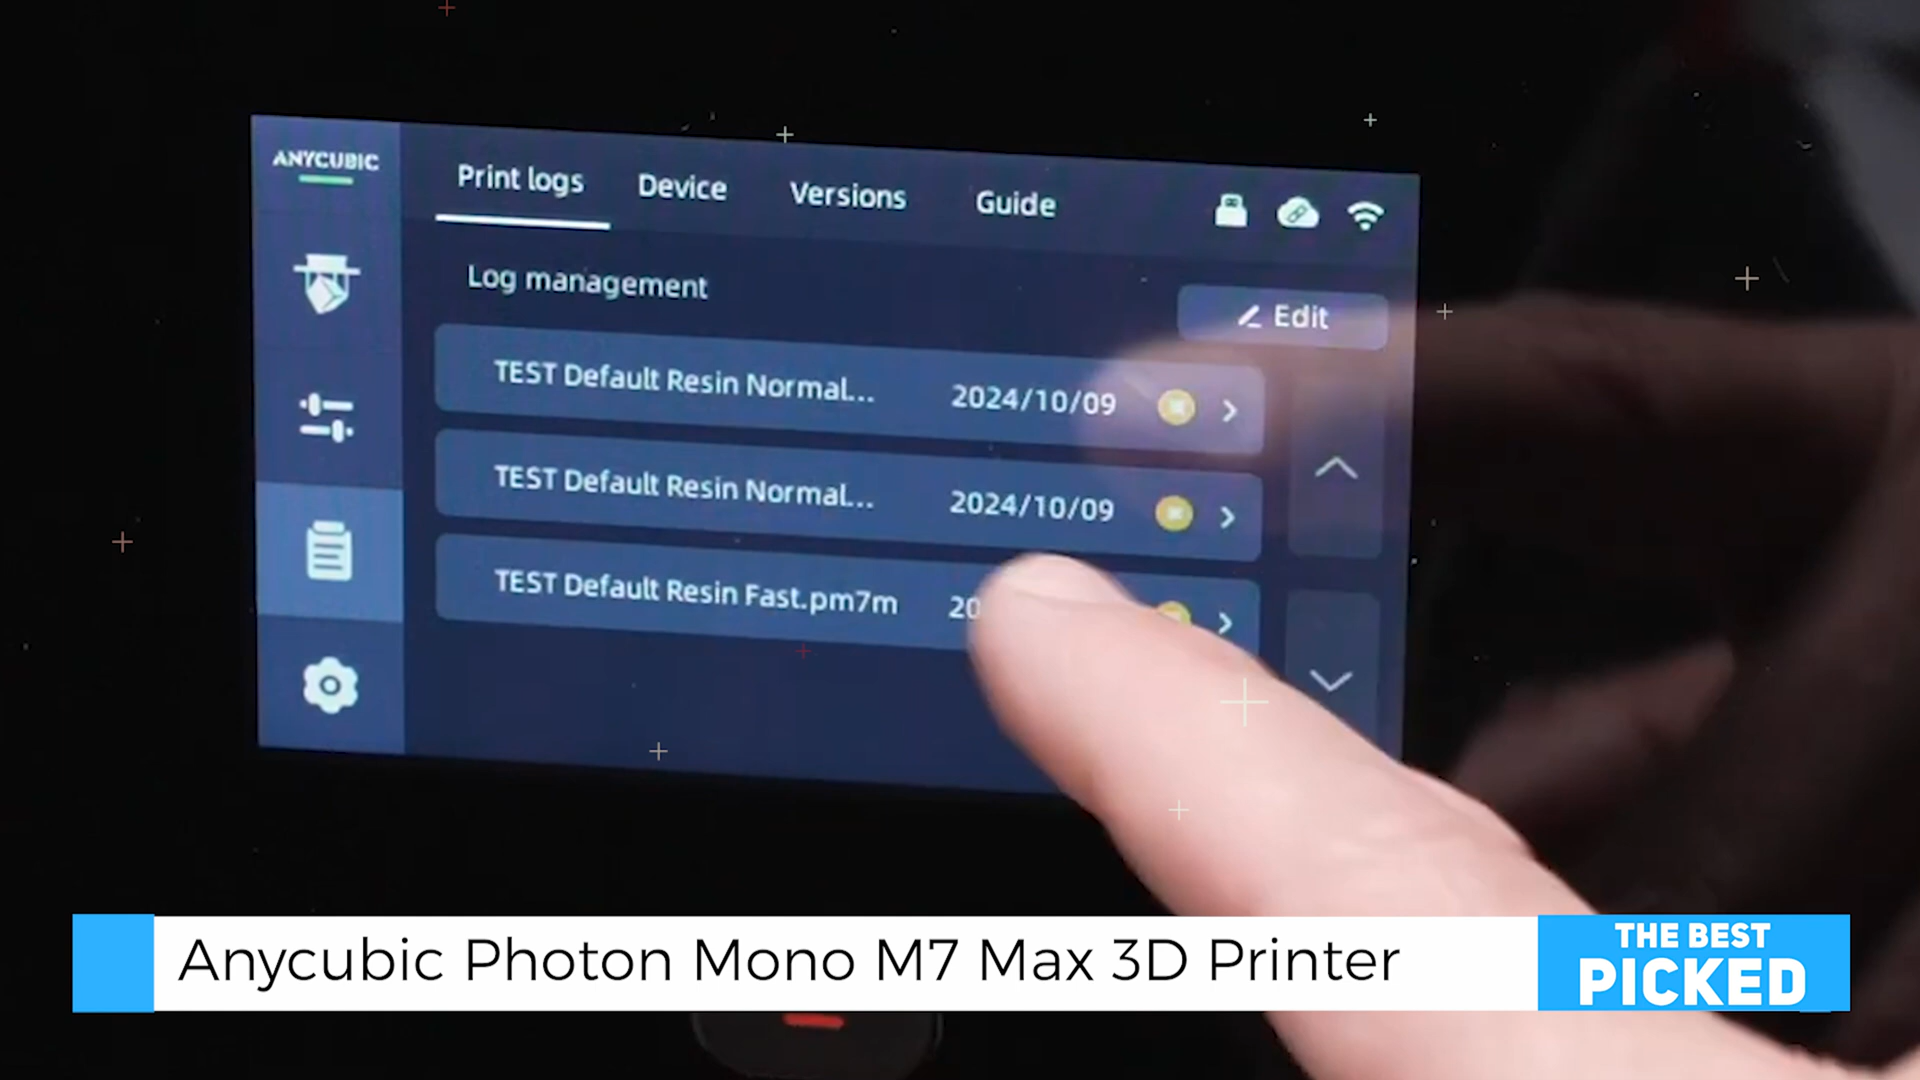 ANYCUBIC
Print logs
Device
Versions
Guide
Log management
Edit
TEST Default Resin Normal... 2024/10/09
TEST Default Resin Normal... 2024/10/09
TEST Default Resin Fast.pm7m 20
Anycubic Photon Mono M7 Max 3D Printer
THE BEST
PICKED